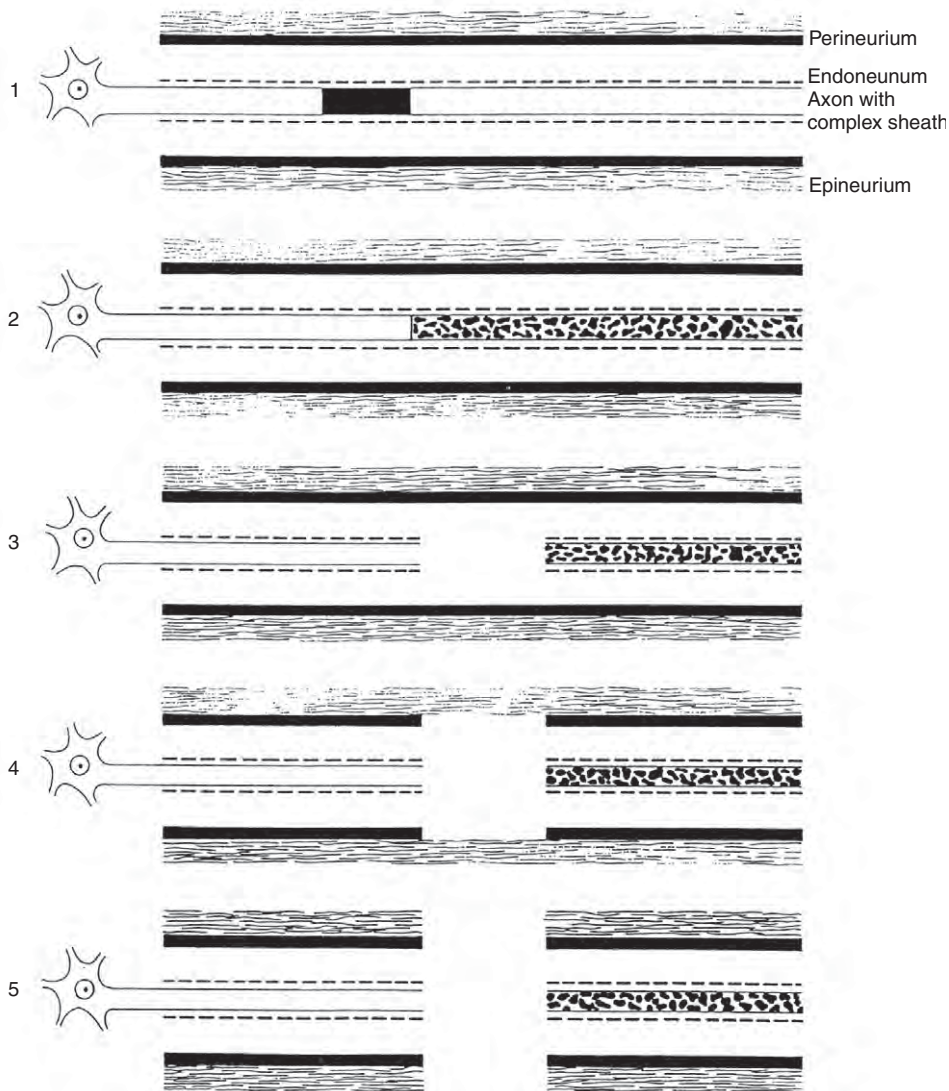 Perineurium
1
Endoneunum
Axon with
complex sheath
Epineurium
2
3
4
5